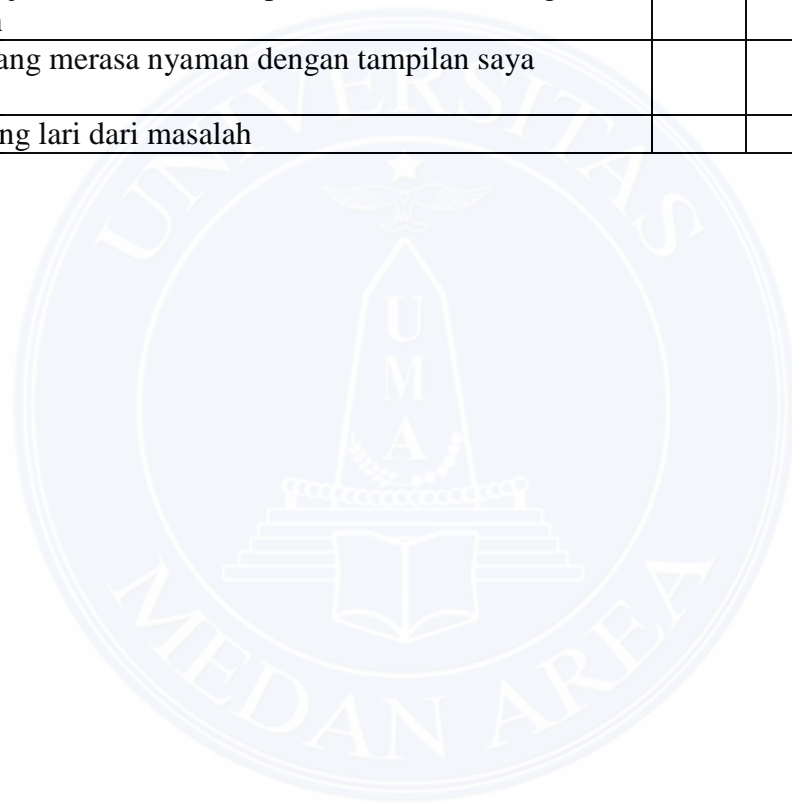 ang merasa nyaman dengan tampilan saya
ng lari dari masalah
UNIVERSITAS
U
M
A
MEDAN AREA